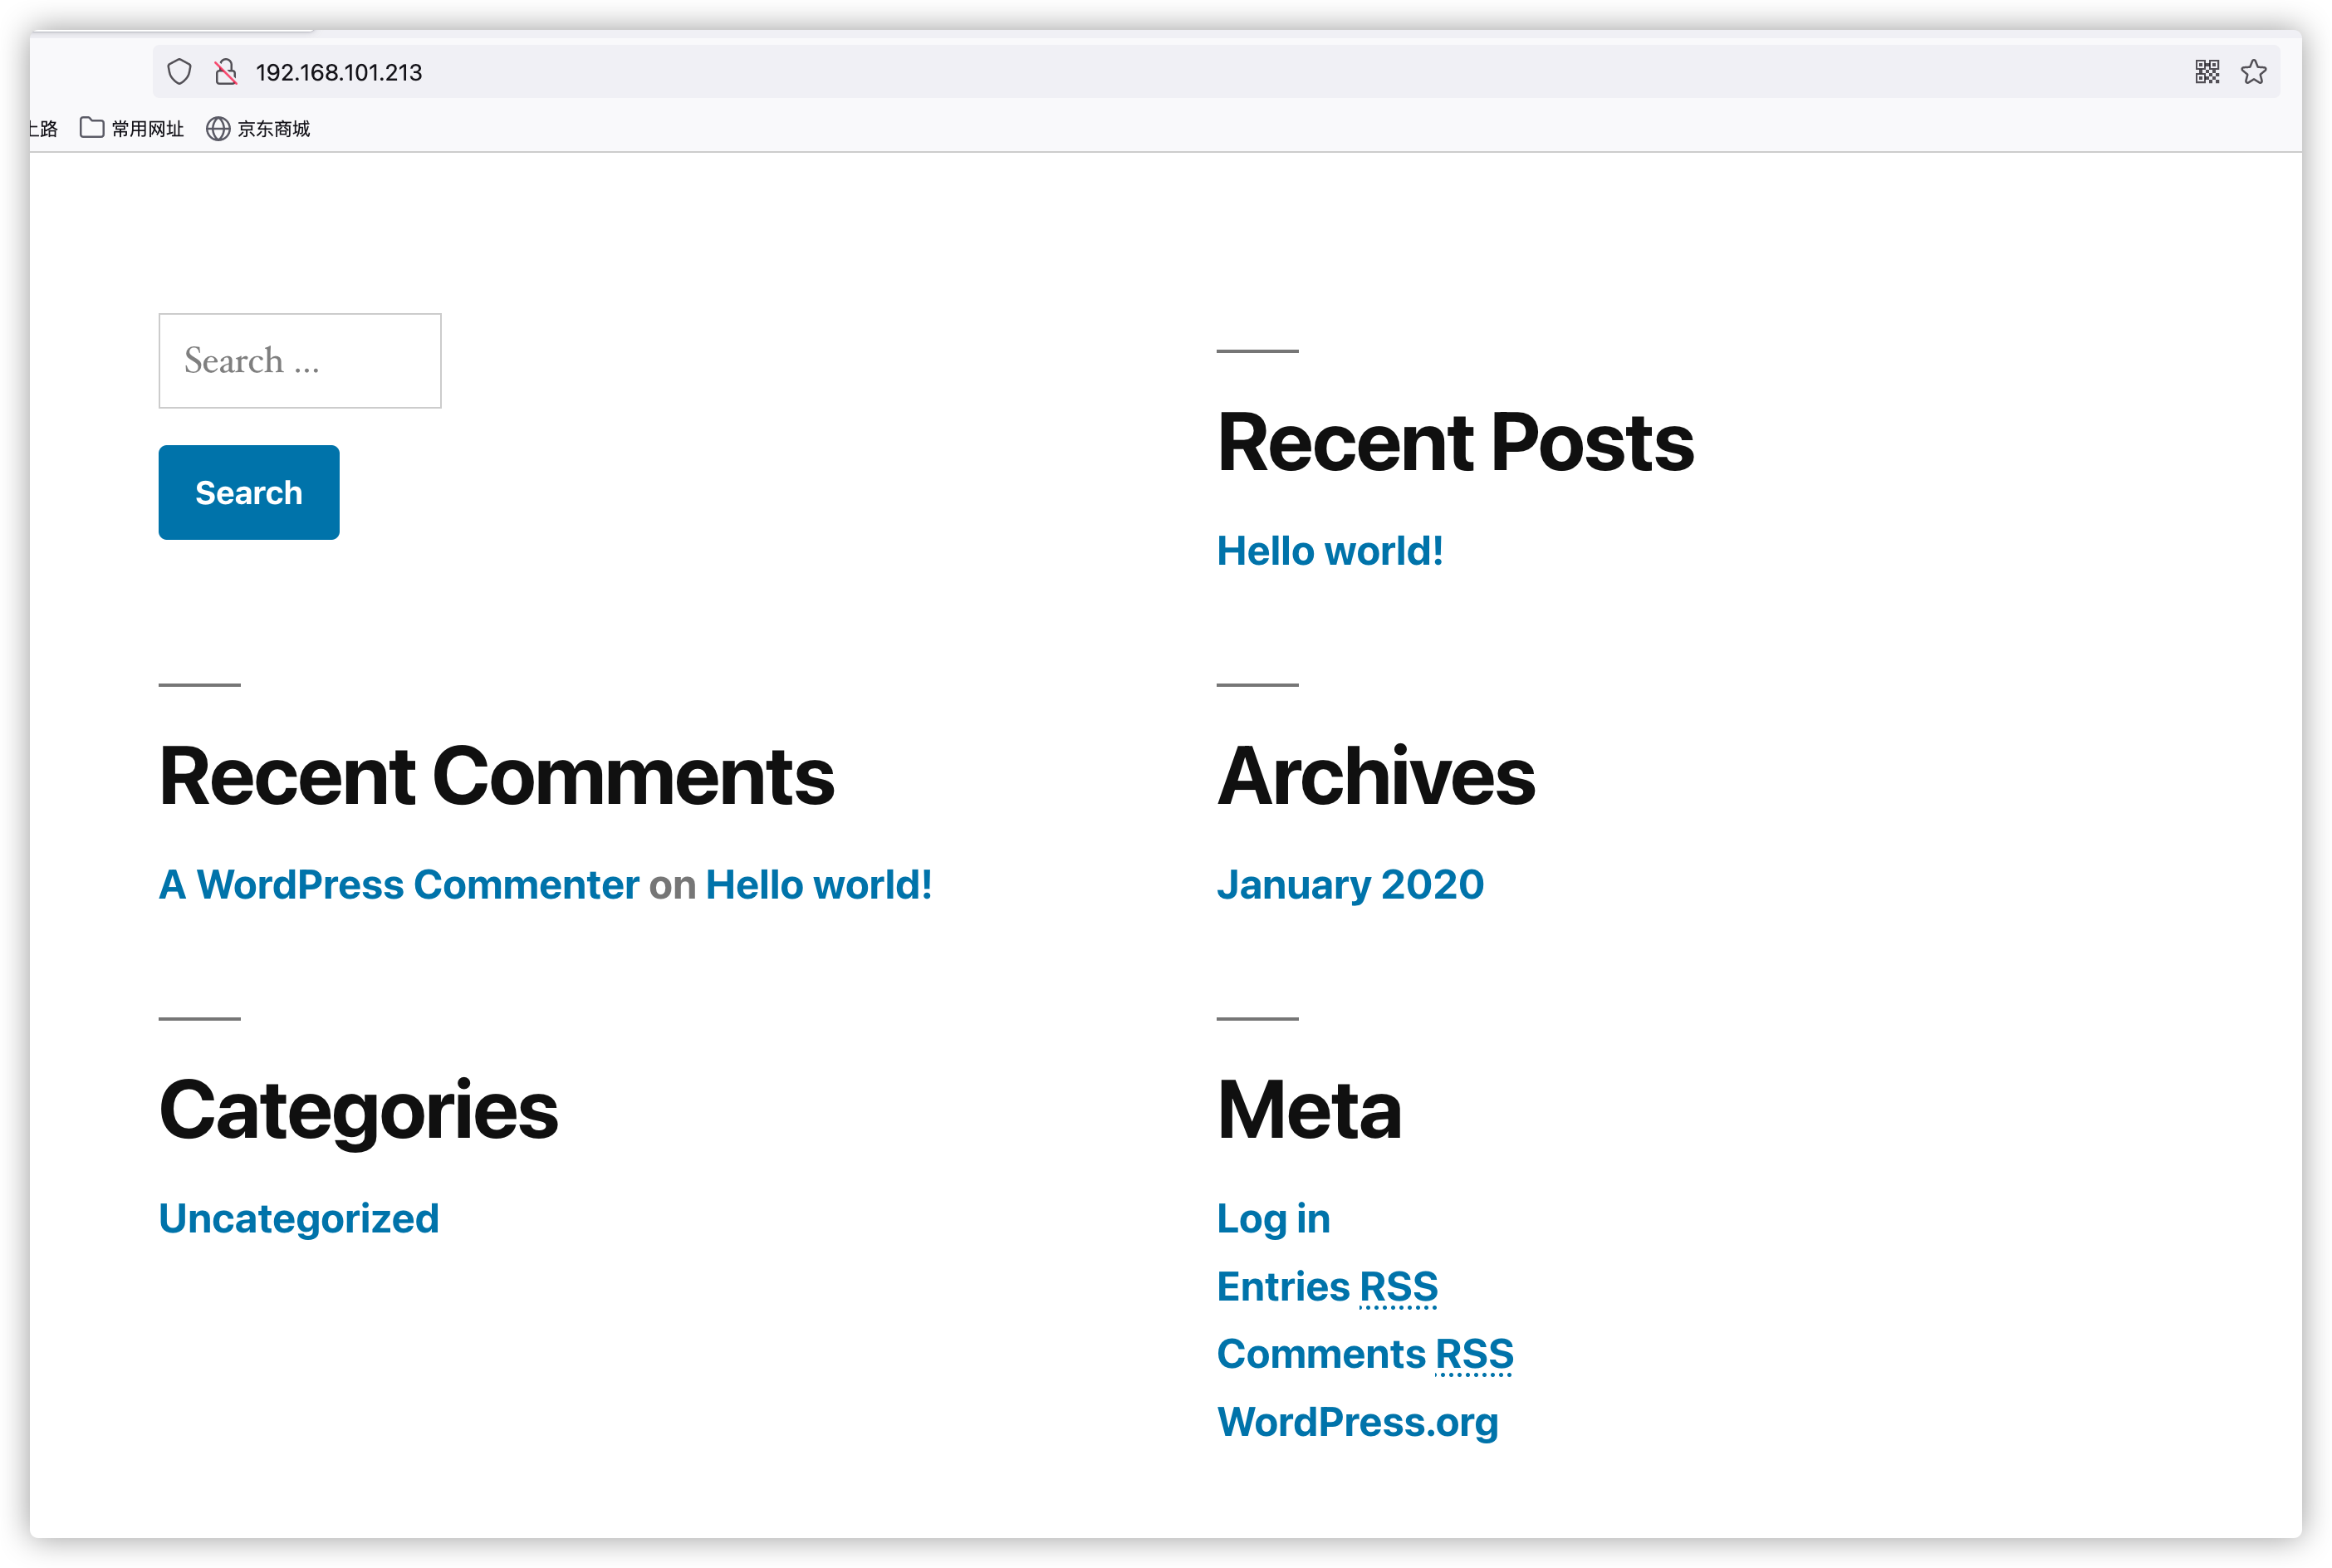 192.168.101.213
上路 常用网址 京东商城
Search ...
Search
Recent Posts
Hello world!
Recent Comments
A WordPress Commenter on Hello world!
Archives
January 2020
Categories
Uncategorized
Meta
Log in
Entries RSS
Comments RSS
WordPress.org